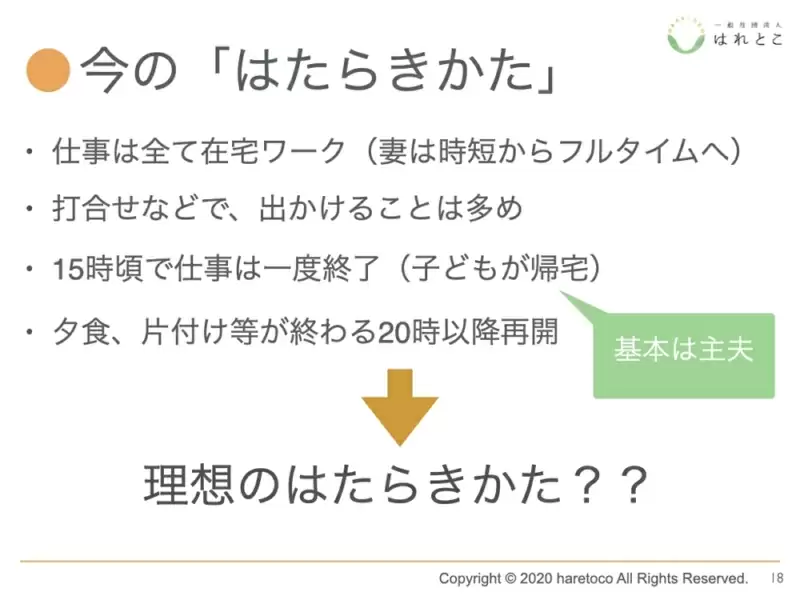 一般社団法人
はれとこ
●今の「はたらきかた」
・ 仕事は全て在宅ワーク（妻は時短からフルタイムへ）
・ 打合せなどで、出かけることは多め
・ 15時頃で仕事は一度終了（子どもが帰宅）
・ 夕食、片付け等が終わる20時以降再開
基本は主夫
理想のはたらきかた？？
Copyright © 2020 haretoco All Rights Reserved.
18